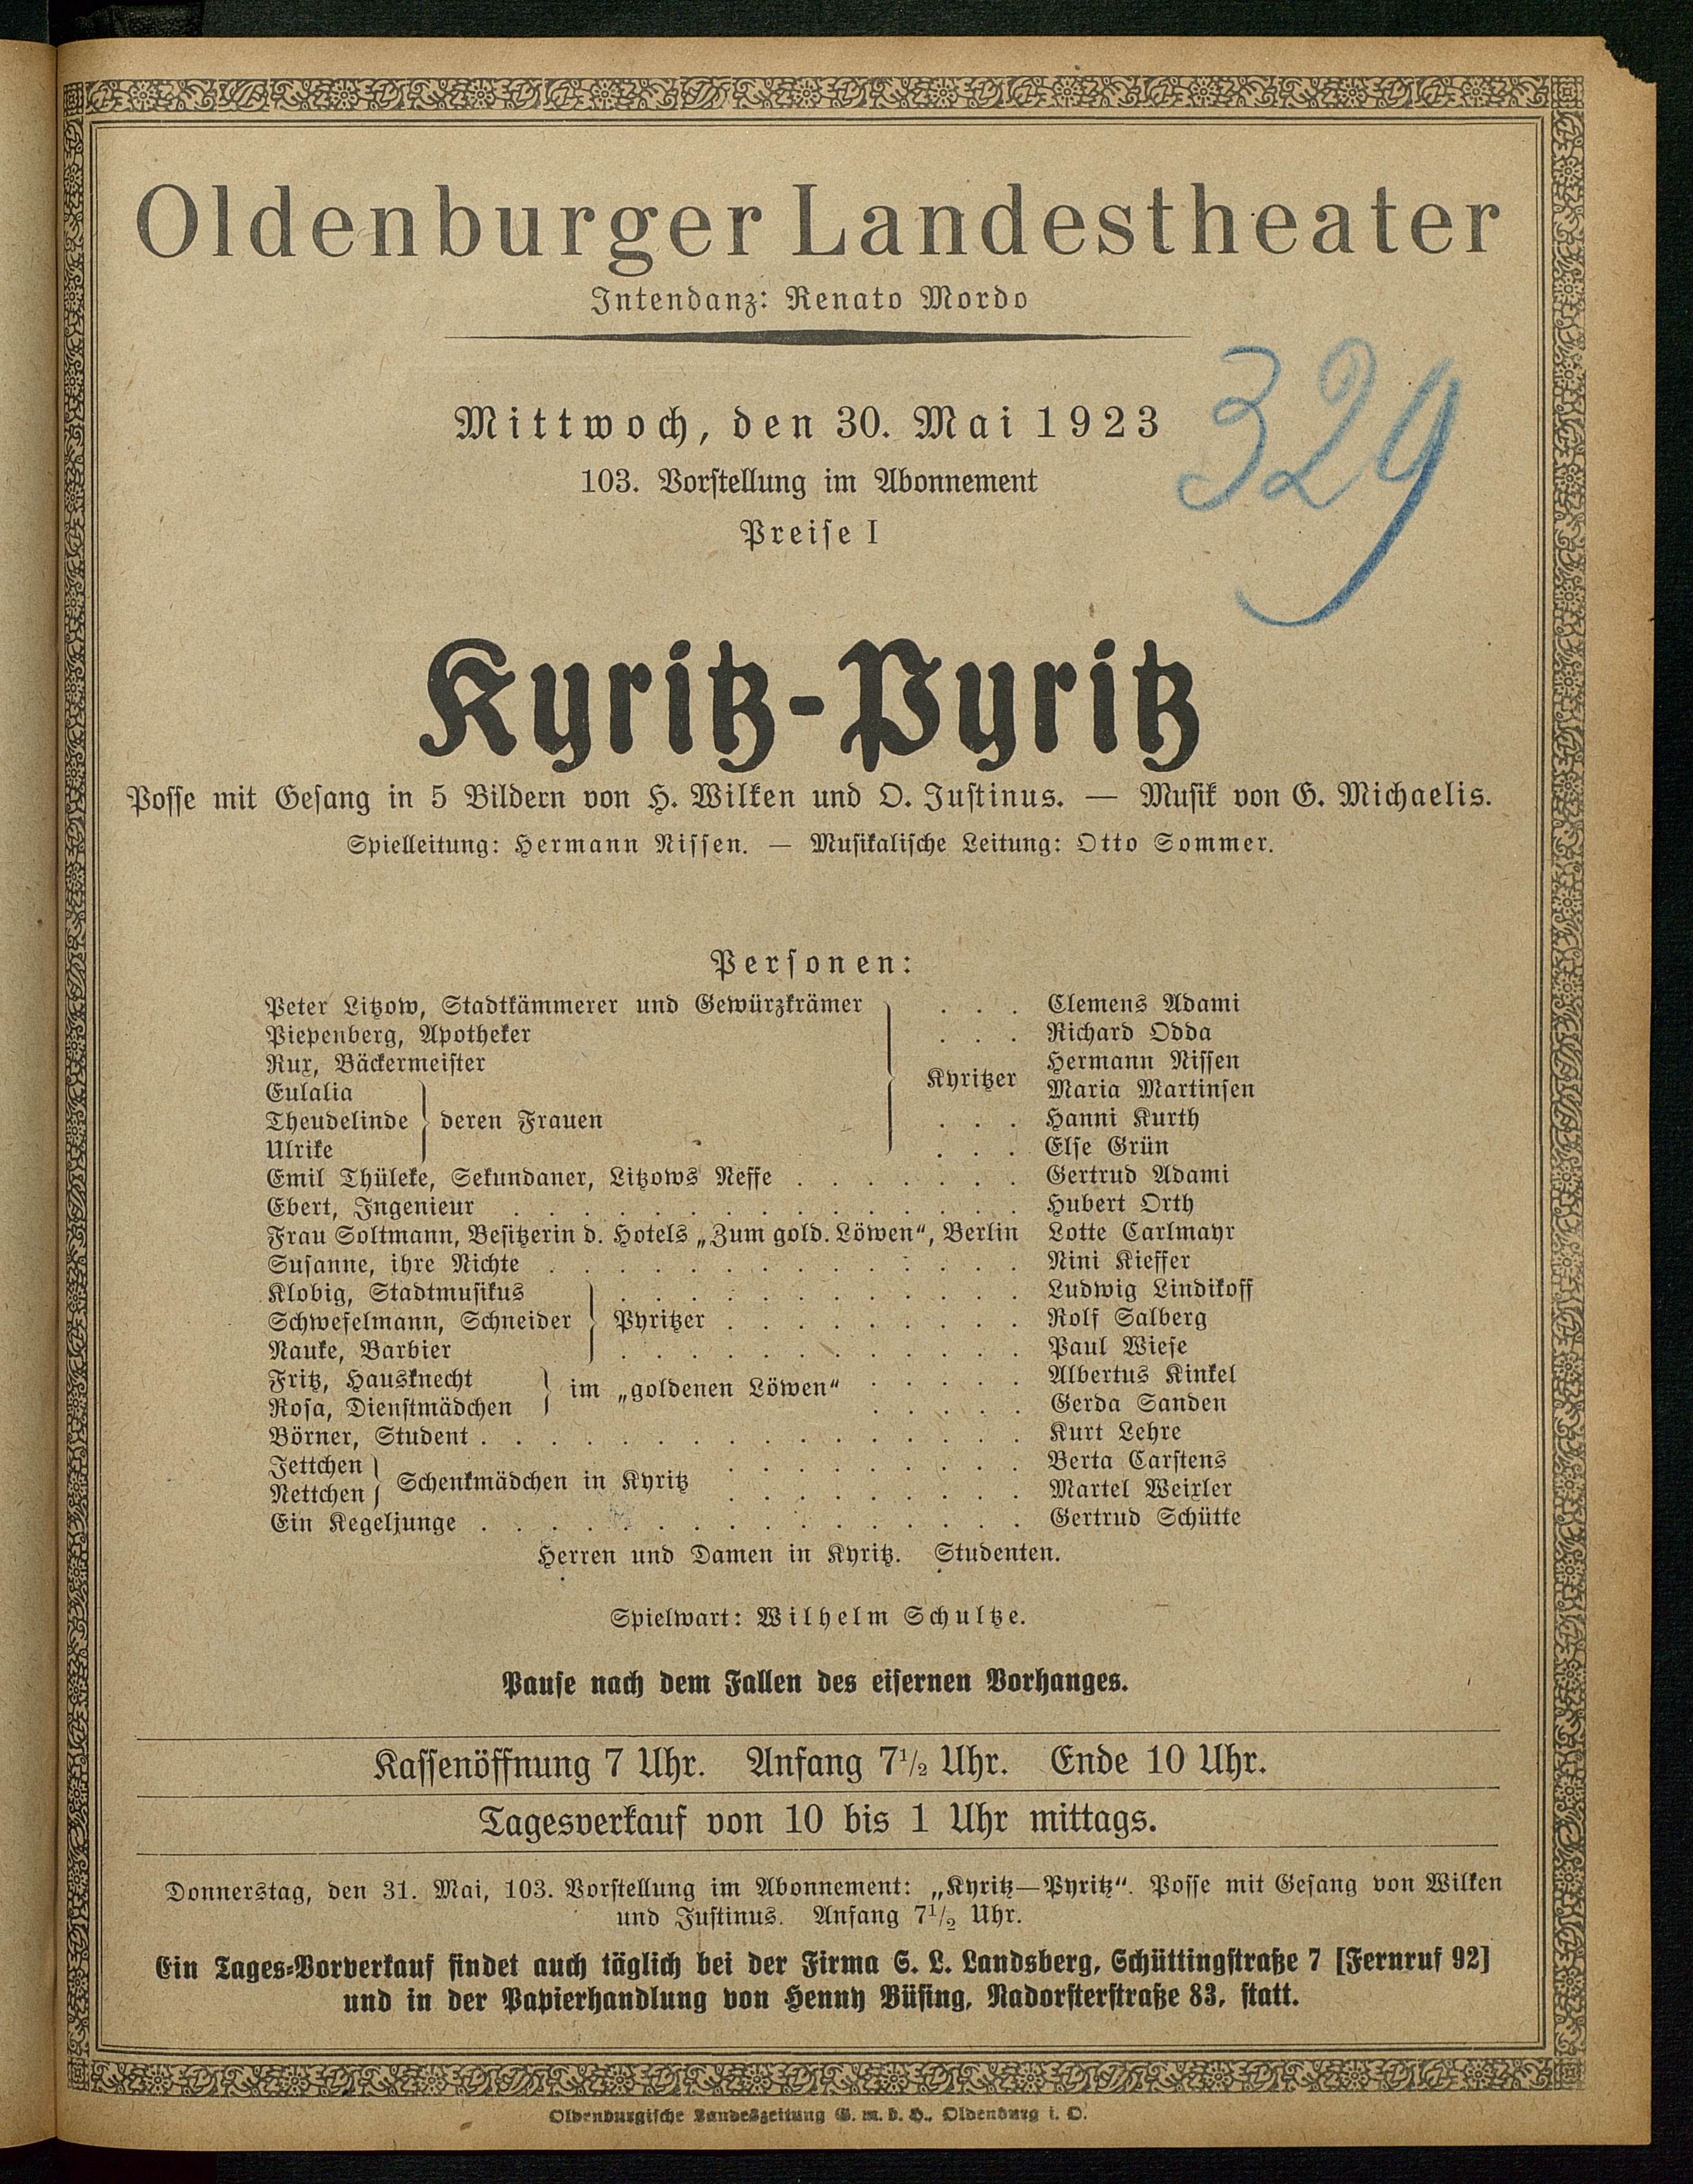 Oldenburger Landestheater
Intendanz: Renato Mordo
Mittwoch, den 30. Mai 1923
329
103. Vorstellung im Abonnement
Preise I
Kyritz-Pyritz
Posse mit Gesang in 5 Bildern von H. Wilken und O. Justinus. — Musik von G. Michaelis.
Spielleitung: Hermann Nissen. — Musikalische Leitung: Otto Sommer.
Personen:
Peter Litzow, Stadtkämmerer und Gewürzkrämer . . . Clemens Adami
Piepenberg, Apotheker . . . Richard Odda
Rux, Bäckermeister Hermann Nissen
Kyritzer
Eulalia Maria Martinsen
Theudelinde } deren Frauen . . . Hanni Kurth
Ulrike . . . Else Grün
Emil Thüleke, Sekundaner, Litzows Neffe . . . . . . . Gertrud Adami
Ebert, Ingenieur . . . . . . . . . . . . . . . Hubert Orth
Frau Soltmann, Besitzerin d. Hotels „Zum gold. Löwen“, Berlin Lotte Carlmayr
Susanne, ihre Nichte . . . . . . . . . . . . . . Nini Kieffer
Klobig, Stadtmusikus . . . . . . . . . . . . Ludwig Lindikoff
Schwefelmann, Schneider } Pyritzer . . . . . . . . . Rolf Salberg
Nauke, Barbier . . . . . . . . . . . . Paul Wiese
Fritz, Hausknecht . . . . . Albertus Kinkel
} im „goldenen Löwen“
Rosa, Dienstmädchen . . . . . Gerda Sanden
Börner, Student . . . . . . . . . . . . . . . . Kurt Lehre
Jettchen . . . . . . . . . Berta Carstens
} Schenkmädchen in Kyritz
Nettchen . . . . . . . . . Martel Weixler
Ein Kegeljunge . . . . . . . . . . . . . . . . Gertrud Schütte
Herren und Damen in Kyritz. Studenten.
Spielwart: Wilhelm Schultze.
Pause nach dem Fallen des eisernen Vorhanges.
Kassenöffnung 7 Uhr. Anfang 7½ Uhr. Ende 10 Uhr.
Tagesverkauf von 10 bis 1 Uhr mittags.
Donnerstag, den 31. Mai, 103. Vorstellung im Abonnement: „Kyritz—Pyritz“. Posse mit Gesang von Wilken
und Justinus. Anfang 7½ Uhr.
Ein Tages-Vorverkauf findet auch täglich bei der Firma S. L. Landsberg, Schüttingstraße 7 [Fernruf 92]
und in der Papierhandlung von Henny Büsing, Nadorsterstraße 83, statt.
Oldenburgische Landeszeitung G. m. b. H., Oldenburg i. O.